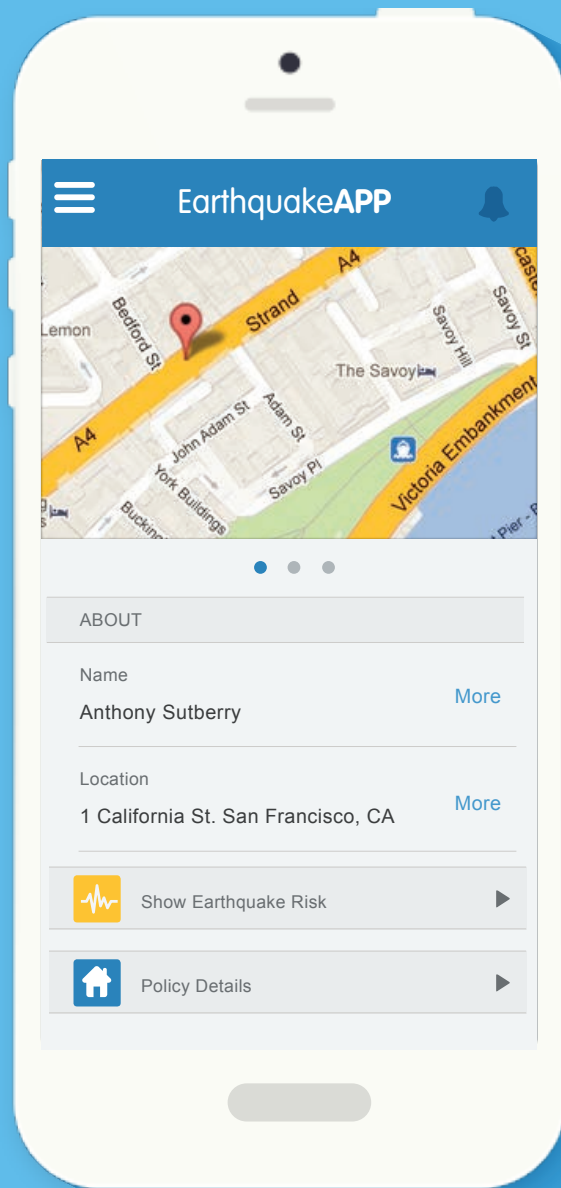 EarthquakeAPP
A4
Lemon
Bedford St
Strand
Savoy St
Savoy Hill
The Savoy
A4
John Adam St
Adam St
Victoria Embankment
York Buildings
Savoy Pl
Pier
ABOUT
Name
Anthony Sutberry
More
Location
1 California St. San Francisco, CA
More
Show Earthquake Risk
Policy Details